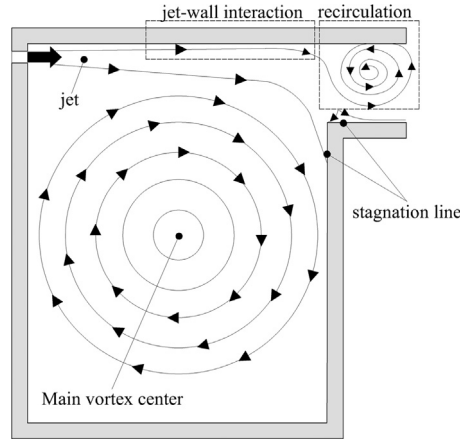 jet-wall interaction
recirculation
jet
stagnation line
Main vortex center